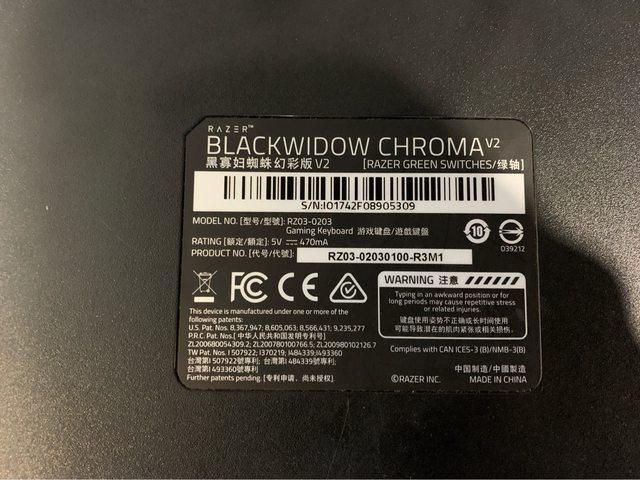 RAZER™
BLACKWIDOW CHROMA V2
黑寡妇蜘蛛幻彩版 V2 [RAZER GREEN SWITCHES/绿轴]
S/N:IO1742F08905309
MODEL NO. [型号/型號]: RZ03-0203
Gaming Keyboard 游戏键盘/遊戲鍵盤
RATING [额定/額定]: 5V ⎓ 470mA
PRODUCT NO. [代号/代號]: RZ03-02030100-R3M1
10
D39212
FC CE
WARNING 注意
Typing in an awkward position or for
long periods may cause repetitive stress
or related injuries.
键盘使用姿势不正确或长时间使用
可能导致潜在的肌肉紧张或相关损伤.
This device is manufactured under one or more of the
following patents:
U.S. Pat. Nos. 8,367,947; 8,605,063; 8,566,431; 9,235,277
P.R.C. Pat. Nos.[ 中华人民共和国发明专利号]
ZL200680054309.2; ZL200780100766.5; ZL200980102126.7
TW Pat. Nos. I 507922; I370219; I484339;I493360
台灣第I 507922號專利; 台灣第I 484339號專利;
台灣第I 493360號專利
Further patents pending. [专利申请，尚未授权].
Complies with CAN ICES-3 (B)/NMB-3(B)
中国制造/中國製造
©RAZER INC. MADE IN CHINA